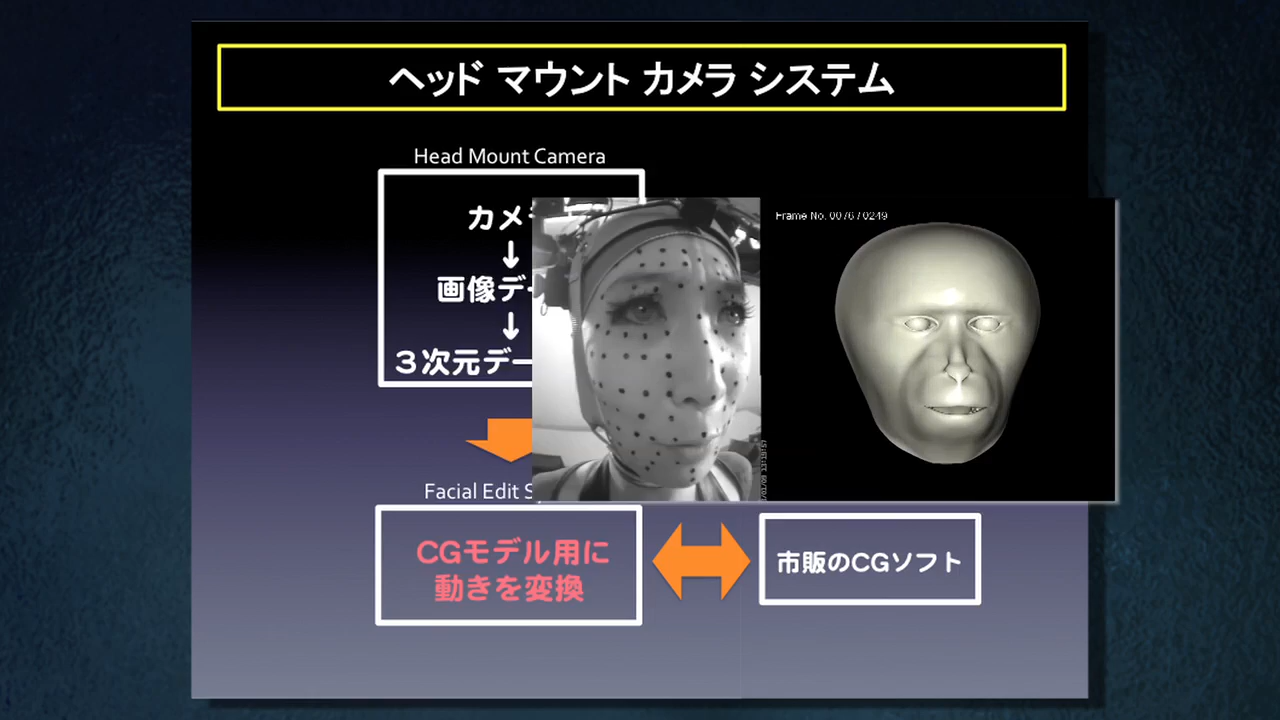 ヘッド マウント カメラ システム
Head Mount Camera
カメ
↓
画像デー
↓
３次元デー
Frame No. 0076 / 0249
Facial Edit S
CGモデル用に
動きを変換
市販のCGソフト